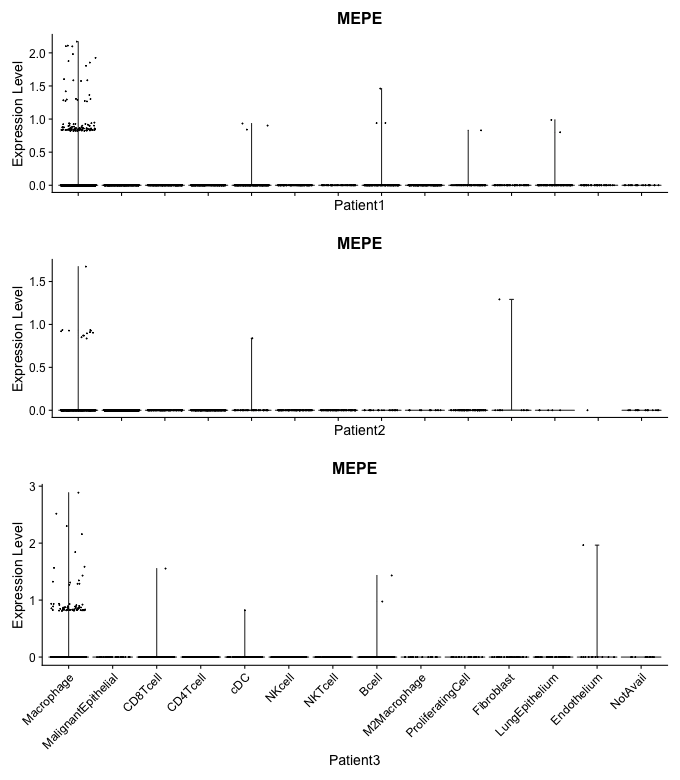 MEPE
Expression Level
2.0
1.5
1.0
0.5
0.0
Patient1
MEPE
Expression Level
1.5
1.0
0.5
0.0
Patient2
MEPE
Expression Level
3
2
1
0
Macrophage
MalignantEpithelial
CD8Tcell
CD4Tcell
cDC
NKcell
NKTcell
Bcell
M2Macrophage
ProliferatingCell
Fibroblast
LungEpithelium
Endothelium
NotAvail
Patient3